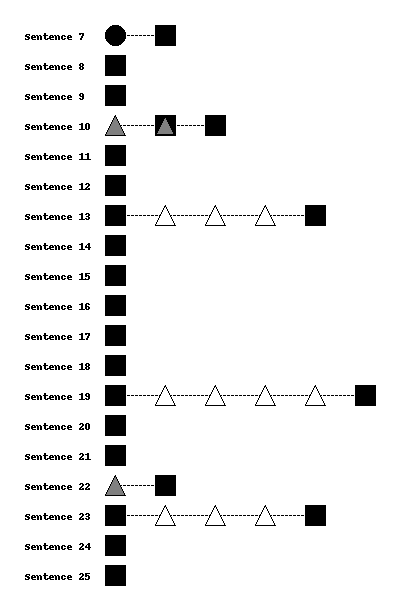 Sentence 7
Sentence 8
Sentence 9
Sentence 10
Sentence 11
Sentence 12
Sentence 13
Sentence 14
Sentence 15
Sentence 16
Sentence 17
Sentence 18
Sentence 19
Sentence 20
Sentence 21
Sentence 22
Sentence 23
Sentence 24
Sentence 25